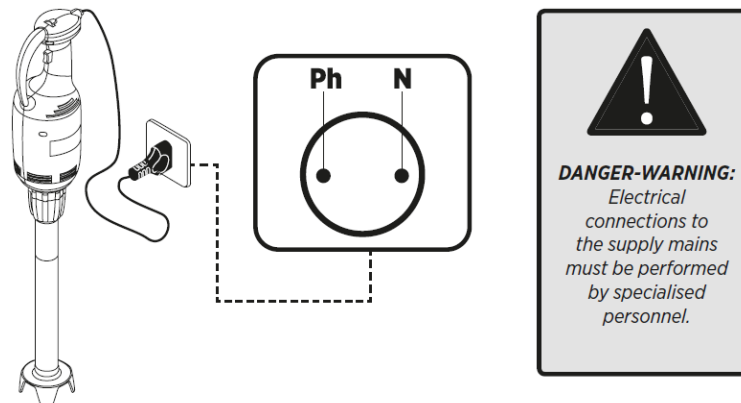 Ph N
DANGER-WARNING:
Electrical
connections to
the supply mains
must be performed
by specialised
personnel.